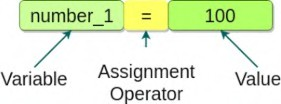 number_1 = 100
Variable Assignment Operator Value